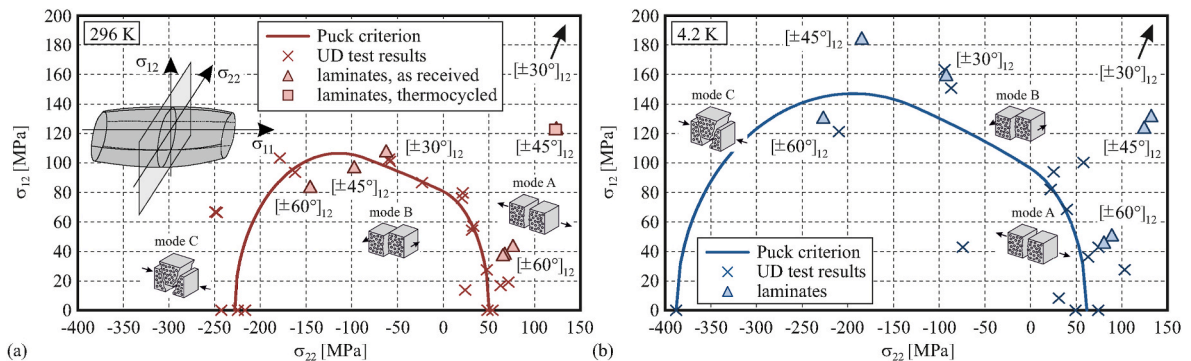 296 K
σ12
σ22
σ11
Puck criterion
UD test results
laminates, as received
laminates, thermocycled
[±30°]12
[±45°]12
[±30°]12
[±45°]12
[±60°]12
[±60°]12
mode A
mode B
mode C
200
180
160
140
120
100
80
60
40
20
0
σ12 [MPa]
-400 -350 -300 -250 -200 -150 -100 -50 0 50 100 150
σ22 [MPa]
(a)
4.2 K
[±45°]12
[±30°]12
[±30°]12
mode C
mode B
[±60°]12
[±45°]12
mode A
[±60°]12
Puck criterion
UD test results
laminates
200
180
160
140
120
100
80
60
40
20
0
σ12 [MPa]
-400 -350 -300 -250 -200 -150 -100 -50 0 50 100 150
σ22 [MPa]
(b)